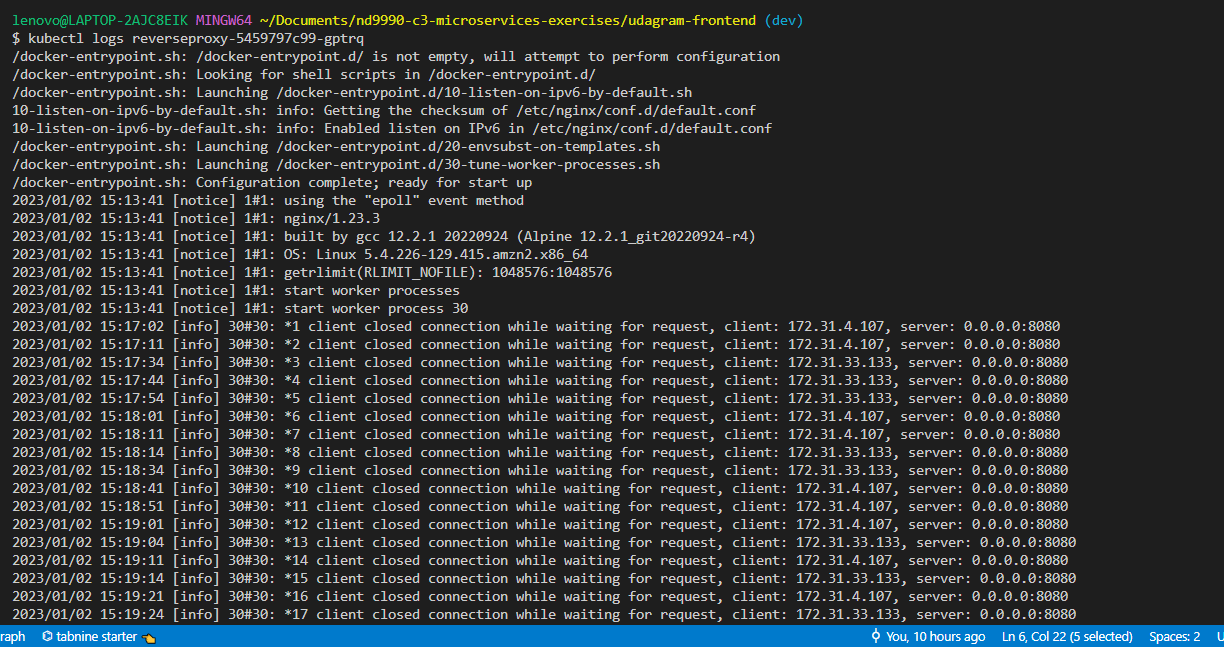 lenovo@LAPTOP-2AJC8EIK MINGW64 ~/Documents/nd9990-c3-microservices-exercises/udagram-frontend (dev)
$ kubectl logs reverseproxy-5459797c99-gptrq
/docker-entrypoint.sh: /docker-entrypoint.d/ is not empty, will attempt to perform configuration
/docker-entrypoint.sh: Looking for shell scripts in /docker-entrypoint.d/
/docker-entrypoint.sh: Launching /docker-entrypoint.d/10-listen-on-ipv6-by-default.sh
10-listen-on-ipv6-by-default.sh: info: Getting the checksum of /etc/nginx/conf.d/default.conf
10-listen-on-ipv6-by-default.sh: info: Enabled listen on IPv6 in /etc/nginx/conf.d/default.conf
/docker-entrypoint.sh: Launching /docker-entrypoint.d/20-envsubst-on-templates.sh
/docker-entrypoint.sh: Launching /docker-entrypoint.d/30-tune-worker-processes.sh
/docker-entrypoint.sh: Configuration complete; ready for start up
2023/01/02 15:13:41 [notice] 1#1: using the "epoll" event method
2023/01/02 15:13:41 [notice] 1#1: nginx/1.23.3
2023/01/02 15:13:41 [notice] 1#1: built by gcc 12.2.1 20220924 (Alpine 12.2.1_git20220924-r4)
2023/01/02 15:13:41 [notice] 1#1: OS: Linux 5.4.226-129.415.amzn2.x86_64
2023/01/02 15:13:41 [notice] 1#1: getrlimit(RLIMIT_NOFILE): 1048576:1048576
2023/01/02 15:13:41 [notice] 1#1: start worker processes
2023/01/02 15:13:41 [notice] 1#1: start worker process 30
2023/01/02 15:17:02 [info] 30#30: *1 client closed connection while waiting for request, client: 172.31.4.107, server: 0.0.0.0:8080
2023/01/02 15:17:11 [info] 30#30: *2 client closed connection while waiting for request, client: 172.31.4.107, server: 0.0.0.0:8080
2023/01/02 15:17:34 [info] 30#30: *3 client closed connection while waiting for request, client: 172.31.33.133, server: 0.0.0.0:8080
2023/01/02 15:17:44 [info] 30#30: *4 client closed connection while waiting for request, client: 172.31.33.133, server: 0.0.0.0:8080
2023/01/02 15:17:54 [info] 30#30: *5 client closed connection while waiting for request, client: 172.31.33.133, server: 0.0.0.0:8080
2023/01/02 15:18:01 [info] 30#30: *6 client closed connection while waiting for request, client: 172.31.4.107, server: 0.0.0.0:8080
2023/01/02 15:18:11 [info] 30#30: *7 client closed connection while waiting for request, client: 172.31.4.107, server: 0.0.0.0:8080
2023/01/02 15:18:14 [info] 30#30: *8 client closed connection while waiting for request, client: 172.31.33.133, server: 0.0.0.0:8080
2023/01/02 15:18:34 [info] 30#30: *9 client closed connection while waiting for request, client: 172.31.33.133, server: 0.0.0.0:8080
2023/01/02 15:18:41 [info] 30#30: *10 client closed connection while waiting for request, client: 172.31.4.107, server: 0.0.0.0:8080
2023/01/02 15:18:51 [info] 30#30: *11 client closed connection while waiting for request, client: 172.31.4.107, server: 0.0.0.0:8080
2023/01/02 15:19:01 [info] 30#30: *12 client closed connection while waiting for request, client: 172.31.4.107, server: 0.0.0.0:8080
2023/01/02 15:19:04 [info] 30#30: *13 client closed connection while waiting for request, client: 172.31.33.133, server: 0.0.0.0:8080
2023/01/02 15:19:11 [info] 30#30: *14 client closed connection while waiting for request, client: 172.31.4.107, server: 0.0.0.0:8080
2023/01/02 15:19:14 [info] 30#30: *15 client closed connection while waiting for request, client: 172.31.33.133, server: 0.0.0.0:8080
2023/01/02 15:19:21 [info] 30#30: *16 client closed connection while waiting for request, client: 172.31.4.107, server: 0.0.0.0:8080
2023/01/02 15:19:24 [info] 30#30: *17 client closed connection while waiting for request, client: 172.31.33.133, server: 0.0.0.0:8080
raph tabnine starter 👈 You, 10 hours ago Ln 6, Col 22 (5 selected) Spaces: 2 U